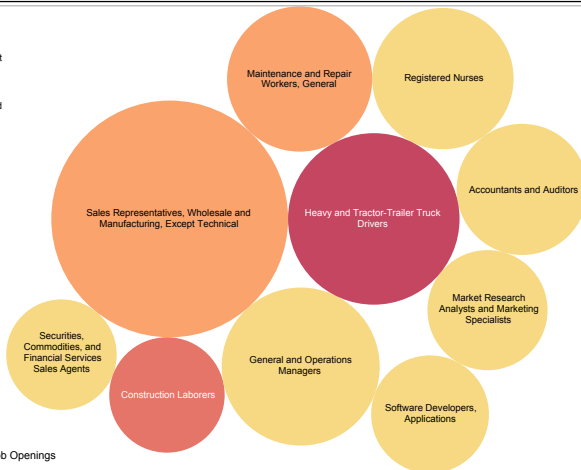 t
d
Maintenance and Repair
Workers, General
Registered Nurses
Accountants and Auditors
Sales Representatives, Wholesale and
Manufacturing, Except Technical
Heavy and Tractor-Trailer Truck
Drivers
Market Research
Analysts and Marketing
Specialists
Securities,
Commodities, and
Financial Services
Sales Agents
General and Operations
Managers
Construction Laborers
Software Developers,
Applications
b Openings